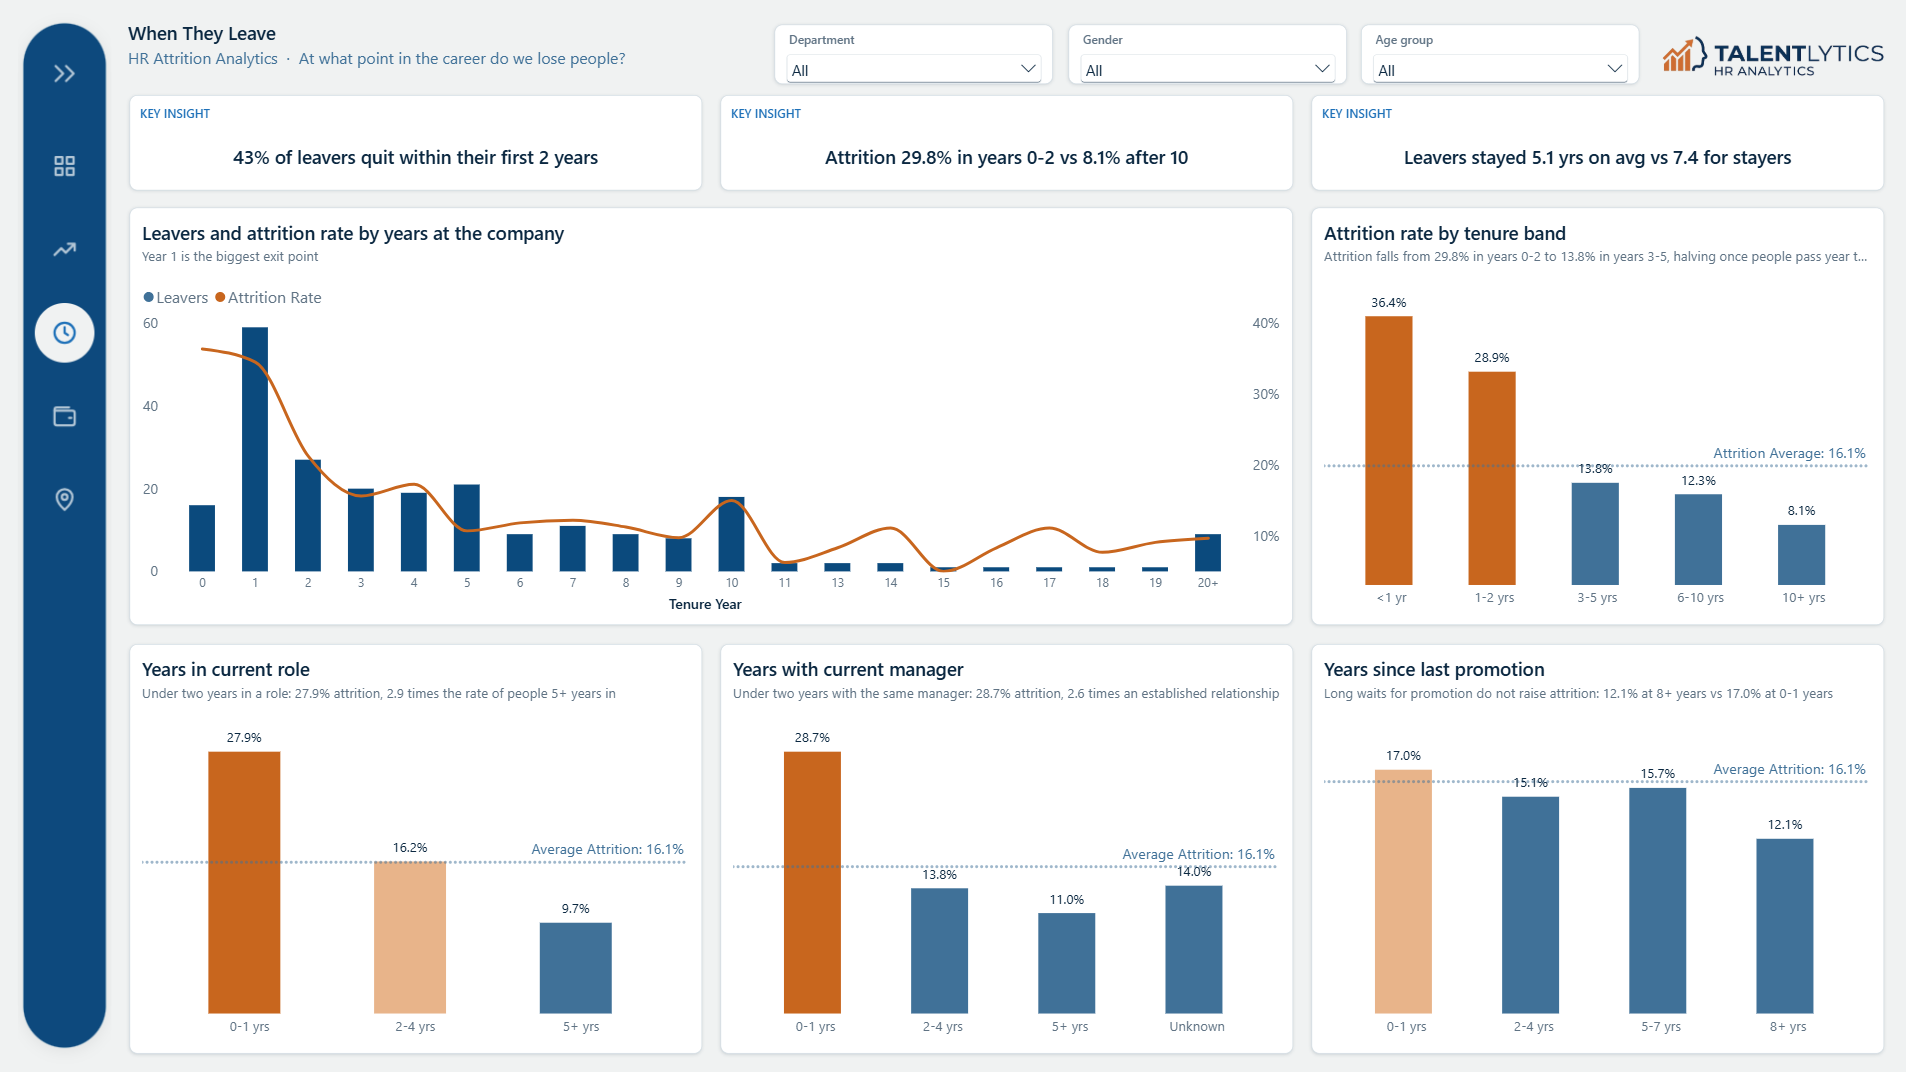 When They Leave
HR Attrition Analytics · At what point in the career do we lose people?
Department
All
Gender
All
Age group
All
TALENTLYTICS
HR ANALYTICS
KEY INSIGHT
43% of leavers quit within their first 2 years
KEY INSIGHT
Attrition 29.8% in years 0-2 vs 8.1% after 10
KEY INSIGHT
Leavers stayed 5.1 yrs on avg vs 7.4 for stayers
Leavers and attrition rate by years at the company
Year 1 is the biggest exit point
Leavers Attrition Rate
60
40
20
0
40%
30%
20%
10%
0 1 2 3 4 5 6 7 8 9 10 11 13 14 15 16 17 18 19 20+
Tenure Year
Attrition rate by tenure band
Attrition falls from 29.8% in years 0-2 to 13.8% in years 3-5, halving once people pass year t...
36.4%
28.9%
Attrition Average: 16.1%
13.8%
12.3%
8.1%
<1 yr 1-2 yrs 3-5 yrs 6-10 yrs 10+ yrs
Years in current role
Under two years in a role: 27.9% attrition, 2.9 times the rate of people 5+ years in
27.9%
16.2%
Average Attrition: 16.1%
9.7%
0-1 yrs 2-4 yrs 5+ yrs
Years with current manager
Under two years with the same manager: 28.7% attrition, 2.6 times an established relationship
28.7%
Average Attrition: 16.1%
13.8%
11.0%
14.0%
0-1 yrs 2-4 yrs 5+ yrs Unknown
Years since last promotion
Long waits for promotion do not raise attrition: 12.1% at 8+ years vs 17.0% at 0-1 years
17.0%
Average Attrition: 16.1%
15.1%
15.7%
12.1%
0-1 yrs 2-4 yrs 5-7 yrs 8+ yrs